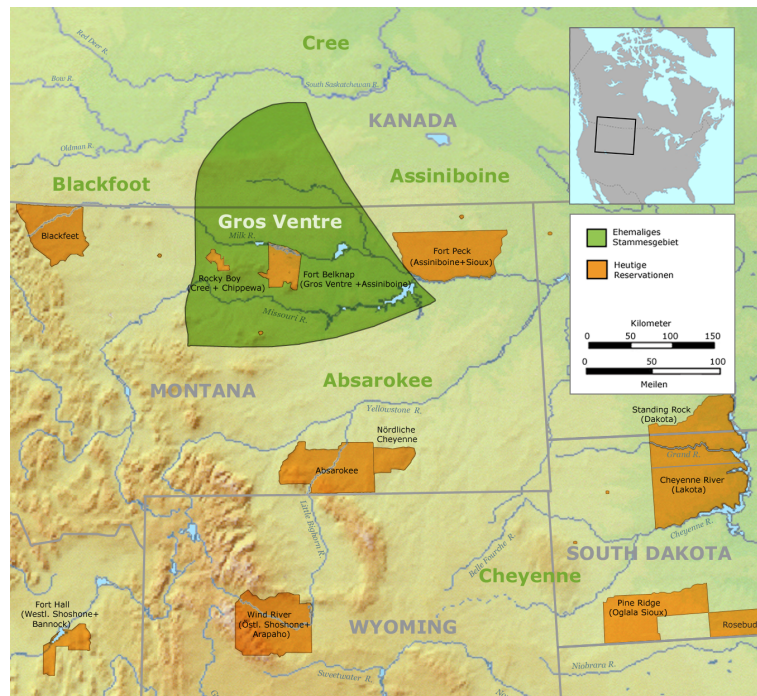 Cree
Red Deer R.
Bow R.
South Saskatchewan R.
KANADA
Oldman R.
Blackfoot
Assiniboine
Gros Ventre
Blackfeet
Milk R.
Fort Peck
(Assiniboine+Sioux)
Rocky Boy
(Cree + Chippewa)
Fort Belknap
(Gros Ventre +Assiniboine)
Missouri R.
Ehemaliges
Stammesgebiet
Heutige
Reservationen
Kilometer
0 50 100 150
0 50 100
Meilen
MONTANA
Absarokee
Yellowstone R.
Standing Rock
(Dakota)
Nördliche
Cheyenne
Absarokee
Grand R.
Cheyenne River
(Lakota)
Little Bighorn R.
Cheyenne R.
Belle Fourche R.
SOUTH DAKOTA
Cheyenne
Fort Hall
(Westl. Shoshone+
Bannock)
Wind River
(Östl. Shoshone+
Arapaho)
WYOMING
Pine Ridge
(Oglala Sioux)
Rosebud
Niobrara R.
Sweetwater R.